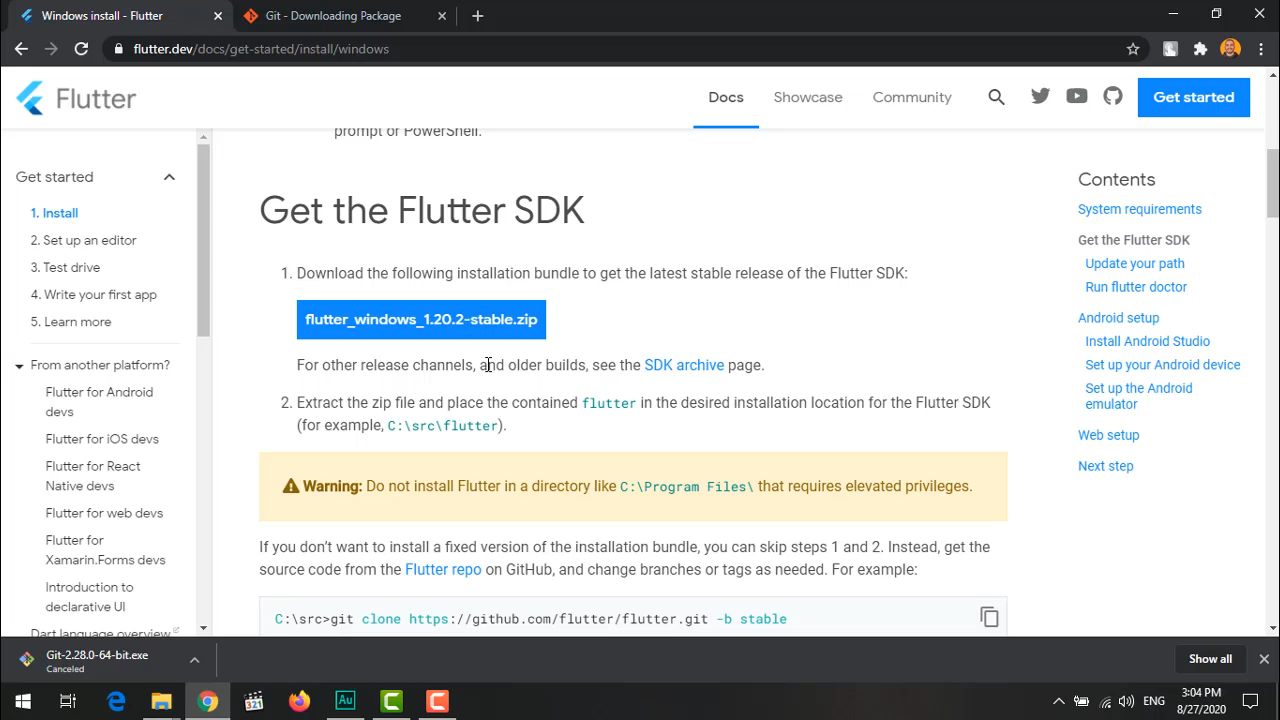 Windows install - Flutter
Git - Downloading Package
flutter.dev/docs/get-started/install/windows
Flutter
Docs
Showcase
Community
Get started
prompt or PowerShell.
Get started
1. Install
2. Set up an editor
3. Test drive
4. Write your first app
5. Learn more
From another platform?
Flutter for Android
devs
Flutter for iOS devs
Flutter for React
Native devs
Flutter for web devs
Flutter for
Xamarin.Forms devs
Introduction to
declarative UI
Dart language overview
Get the Flutter SDK
1. Download the following installation bundle to get the latest stable release of the Flutter SDK:
flutter_windows_1.20.2-stable.zip
For other release channels, and older builds, see the SDK archive page.
2. Extract the zip file and place the contained flutter in the desired installation location for the Flutter SDK
(for example, C:\src\flutter).
Warning: Do not install Flutter in a directory like C:\Program Files\ that requires elevated privileges.
If you don't want to install a fixed version of the installation bundle, you can skip steps 1 and 2. Instead, get the
source code from the Flutter repo on GitHub, and change branches or tags as needed. For example:
C:\src>git clone https://github.com/flutter/flutter.git -b stable
Contents
System requirements
Get the Flutter SDK
Update your path
Run flutter doctor
Android setup
Install Android Studio
Set up your Android device
Set up the Android
emulator
Web setup
Next step
Git-2.28.0-64-bit.exe
Canceled
Show all
321
Au
ENG
3:04 PM
8/27/2020